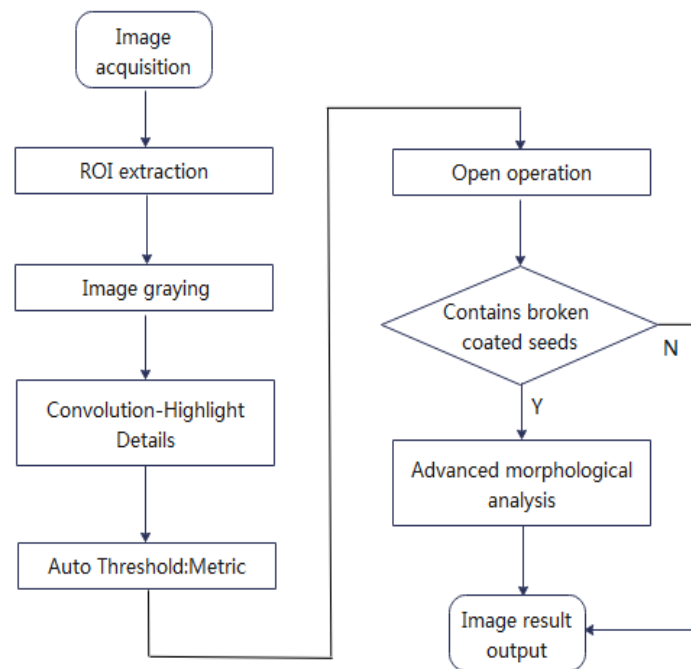 Image
acquisition
ROI extraction
Image graying
Convolution-Highlight
Details
Auto Threshold:Metric
Open operation
Contains broken
coated seeds
N
Y
Advanced morphological
analysis
Image result
output